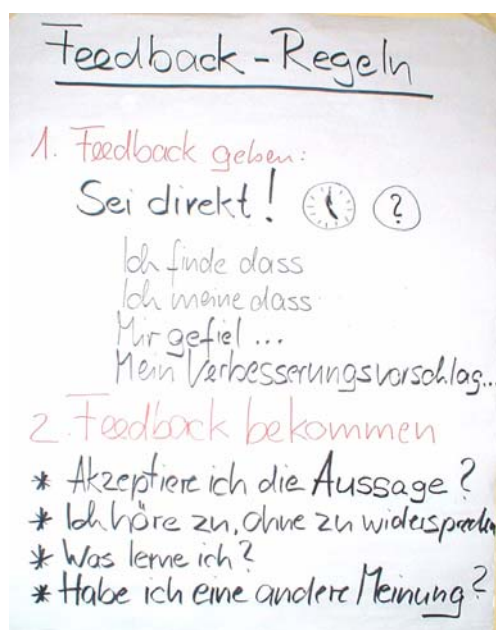 Feedback-Regeln
1. Feedback geben:
Sei direkt! ?
Ich finde dass
Ich meine dass
Mir gefiel ...
Mein Verbesserungsvorschlag...
2. Feedback bekommen
* Akzeptiere ich die Aussage?
* Ich höre zu, ohne zu widersprechen
* Was lerne ich?
* Habe ich eine andere Meinung?